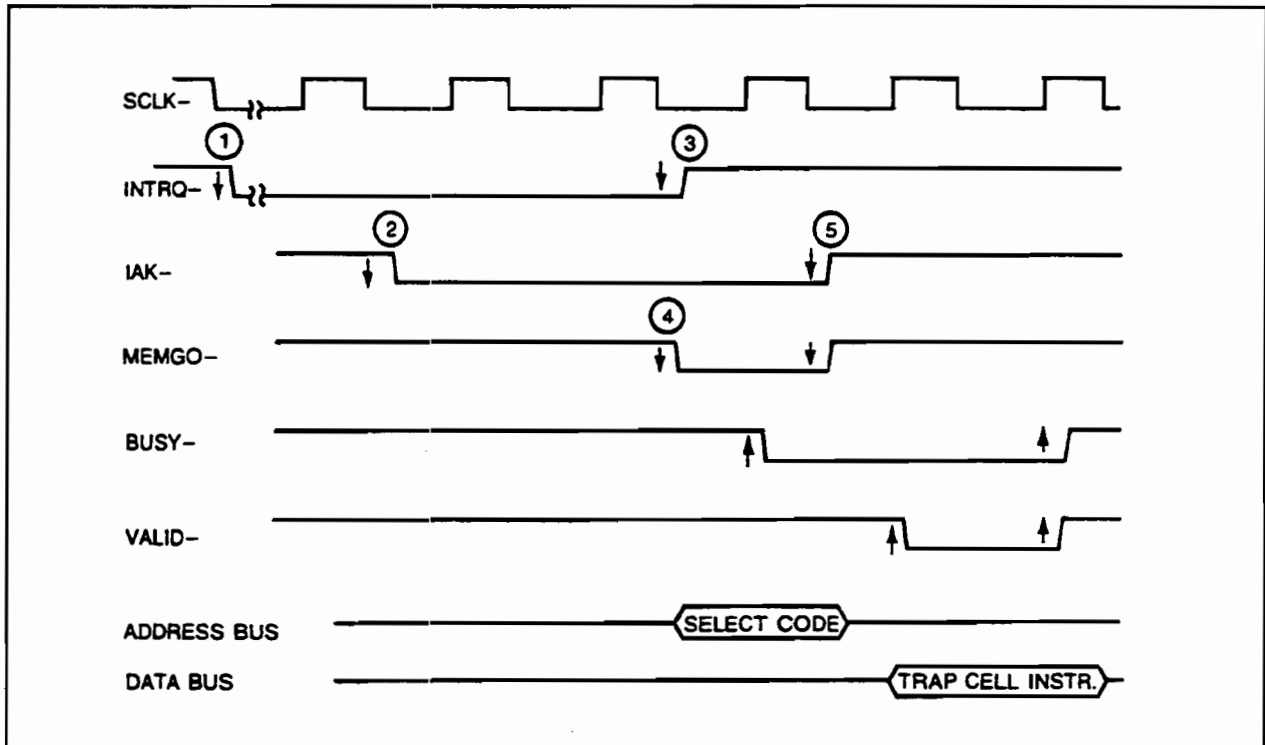 SCLK–
1
3
INTRQ–
2
5
IAK–
4
MEMGO–
BUSY–
VALID–
ADDRESS BUS
SELECT CODE
DATA BUS
TRAP CELL INSTR.